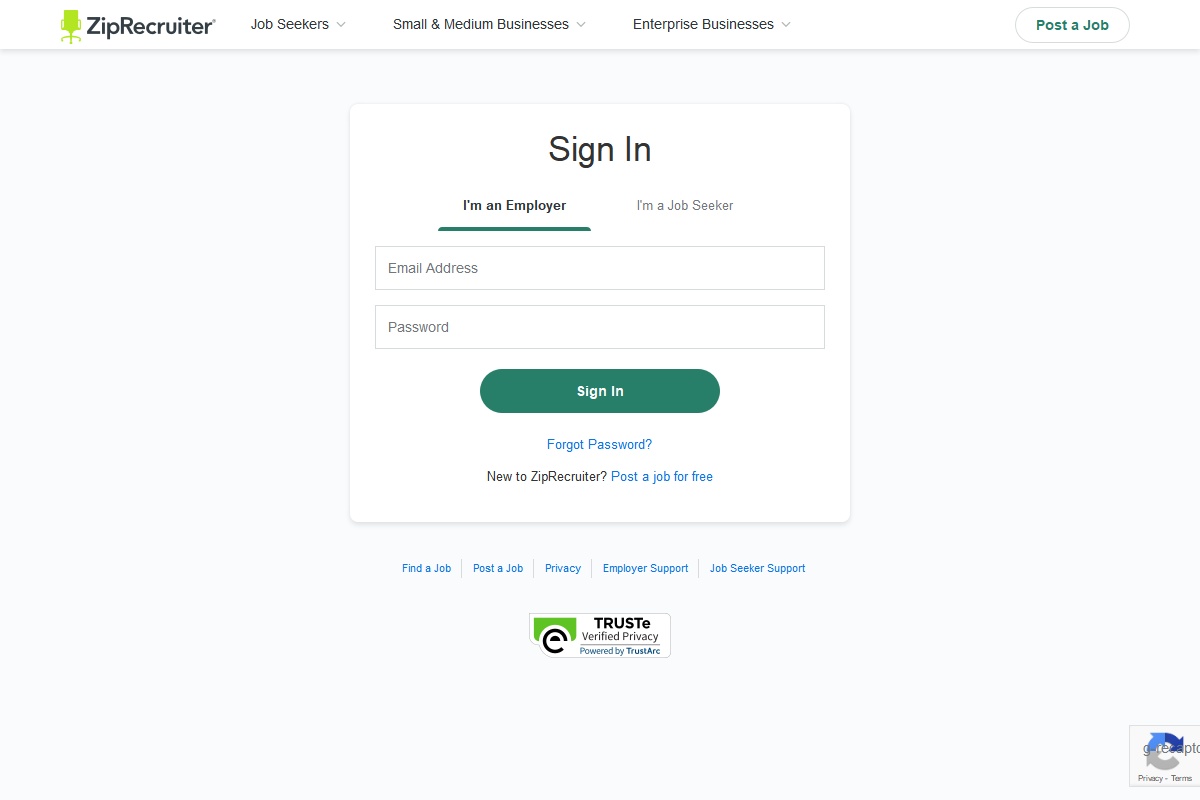 ZipRecruiter®
Job Seekers
Small & Medium Businesses
Enterprise Businesses
Post a Job
Sign In
I'm an Employer
I'm a Job Seeker
Email Address
Password
Sign In
Forgot Password?
New to ZipRecruiter? Post a job for free
Find a Job
Post a Job
Privacy
Employer Support
Job Seeker Support
TRUSTe
Verified Privacy
Powered by TrustArc
Privacy - Terms